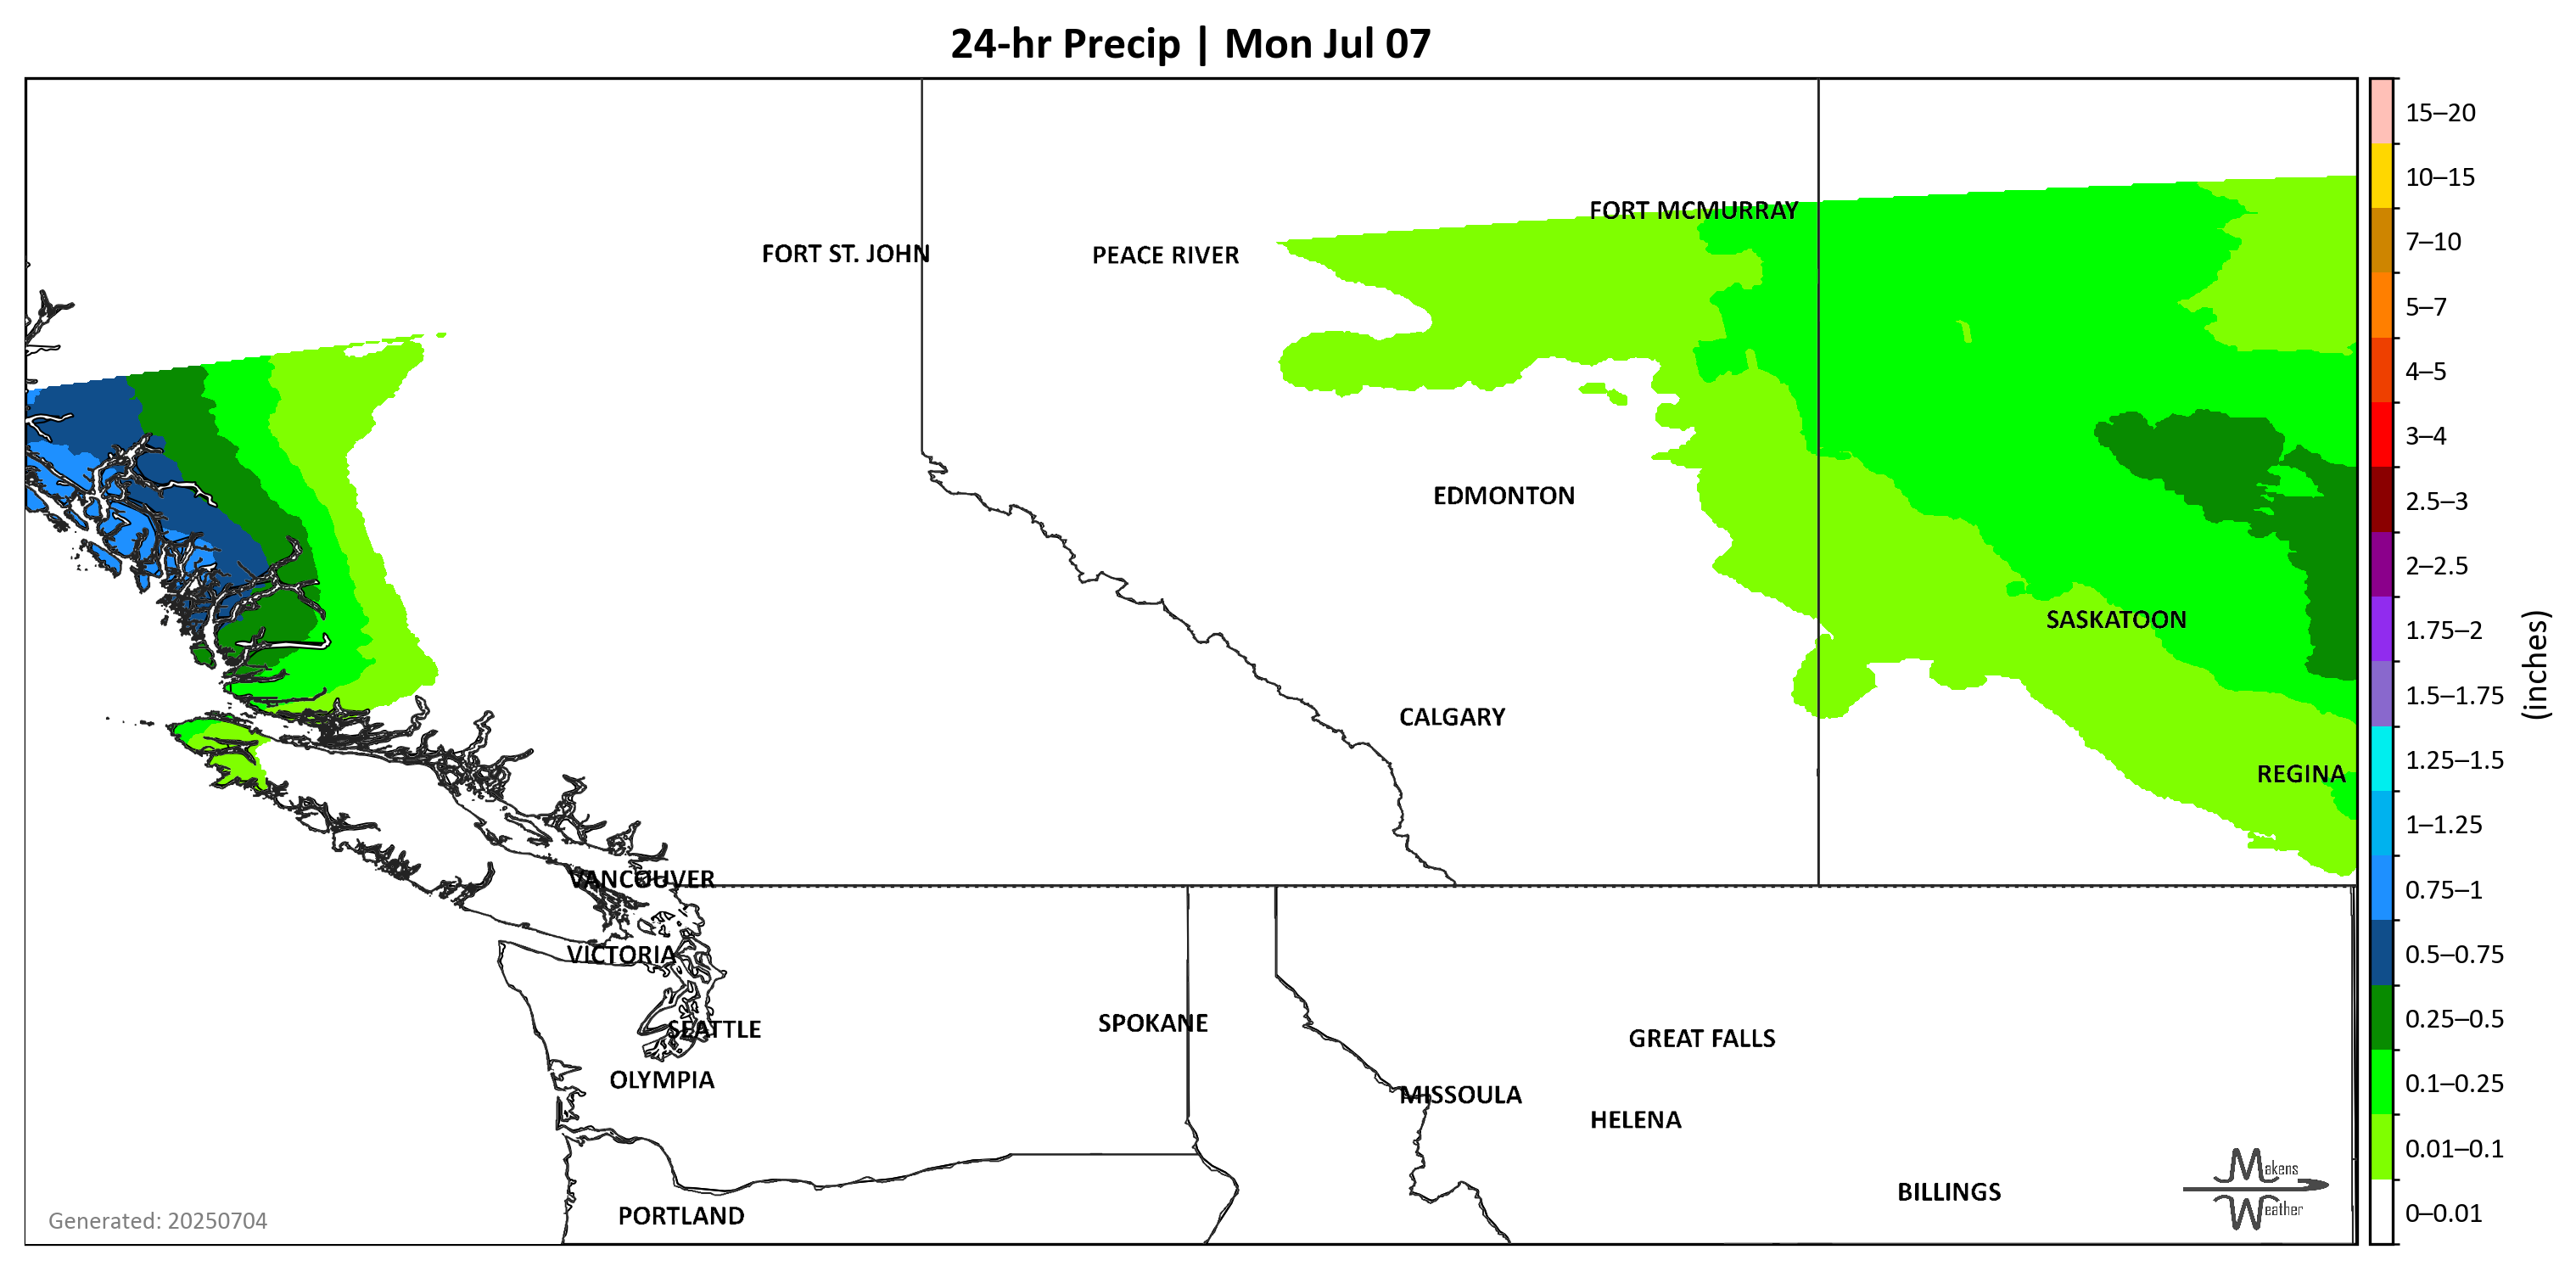 24-hr Precip | Mon Jul 07
15–20
10–15
7–10
5–7
4–5
3–4
2.5–3
2–2.5
1.75–2
1.5–1.75
1.25–1.5
1–1.25
0.75–1
0.5–0.75
0.25–0.5
0.1–0.25
0.01–0.1
0–0.01
(inches)
FORT MCMURRAY
FORT ST. JOHN
PEACE RIVER
EDMONTON
SASKATOON
CALGARY
REGINA
VANCOUVER
VICTORIA
SEATTLE
SPOKANE
GREAT FALLS
OLYMPIA
MISSOULA
HELENA
BILLINGS
PORTLAND
Makens
Weather
Generated: 20250704